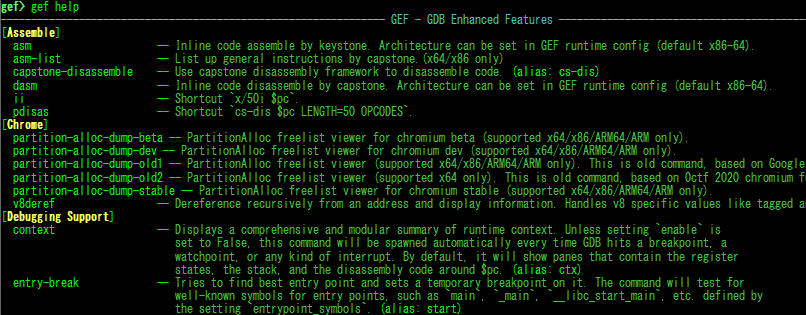 gef> gef help
GEF - GDB Enhanced Features
[Assemble]
asm -- Inline code assemble by keystone. Architecture can be set in GEF runtime config (default x86-64).
asm-list -- List up general instructions by capstone.(x64/x86 only)
capstone-disassemble -- Use capstone disassembly framework to disassemble code. (alias: cs-dis)
dasm -- Inline code disassemble by capstone. Architecture can be set in GEF runtime config (default x86-64).
ii -- Shortcut `x/50i $pc`.
pdisas -- Shortcut `cs-dis $pc LENGTH=50 OPCODES`.
[Chrome]
partition-alloc-dump-beta -- PartitionAlloc freelist viewer for chromium beta (supported x64/x86/ARM64/ARM only).
partition-alloc-dump-dev -- PartitionAlloc freelist viewer for chromium dev (supported x64/x86/ARM64/ARM only).
partition-alloc-dump-old1 -- PartitionAlloc freelist viewer (supported x64/x86/ARM64/ARM only). This is old command, based on Google
partition-alloc-dump-old2 -- PartitionAlloc freelist viewer (supported x64 only). This is old command, based on 0ctf 2020 chromium f
partition-alloc-dump-stable -- PartitionAlloc freelist viewer for chromium stable (supported x64/x86/ARM64/ARM only).
v8deref -- Dereference recursively from an address and display information. Handles v8 specific values like tagged a
[Debugging Support]
context -- Displays a comprehensive and modular summary of runtime context. Unless setting `enable` is
set to False, this command will be spawned automatically every time GDB hits a breakpoint, a
watchpoint, or any kind of interrupt. By default, it will show panes that contain the register
states, the stack, and the disassembly code around $pc. (alias: ctx)
entry-break -- Tries to find best entry point and sets a temporary breakpoint on it. The command will test for
well-known symbols for entry points, such as `main`, `_main`, `__libc_start_main`, etc. defined by
the setting `entrypoint_symbols`. (alias: start)